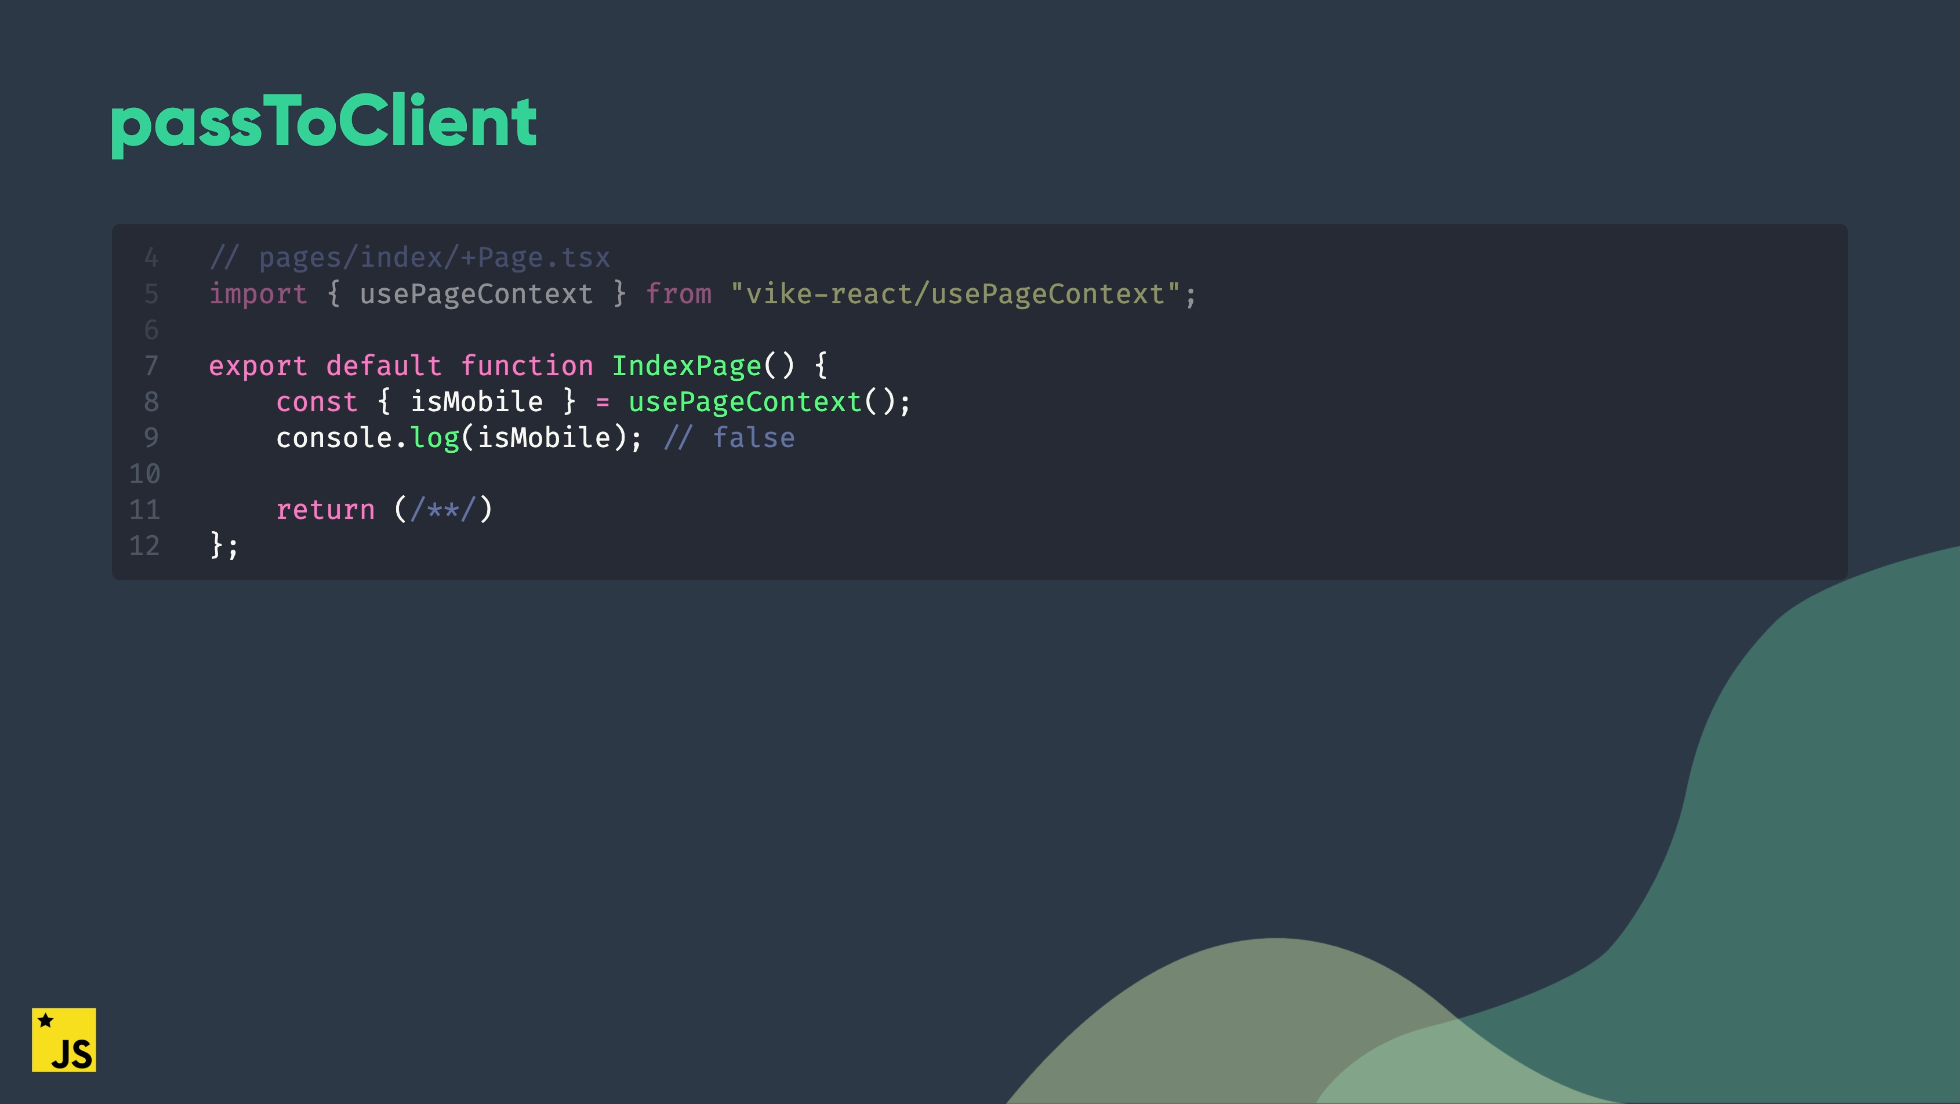 passToClient
4 // pages/index/+Page.tsx
5 import { usePageContext } from "vike-react/usePageContext";
6
7 export default function IndexPage() {
8     const { isMobile } = usePageContext();
9     console.log(isMobile); // false
10
11     return (/**/)
12 };
JS